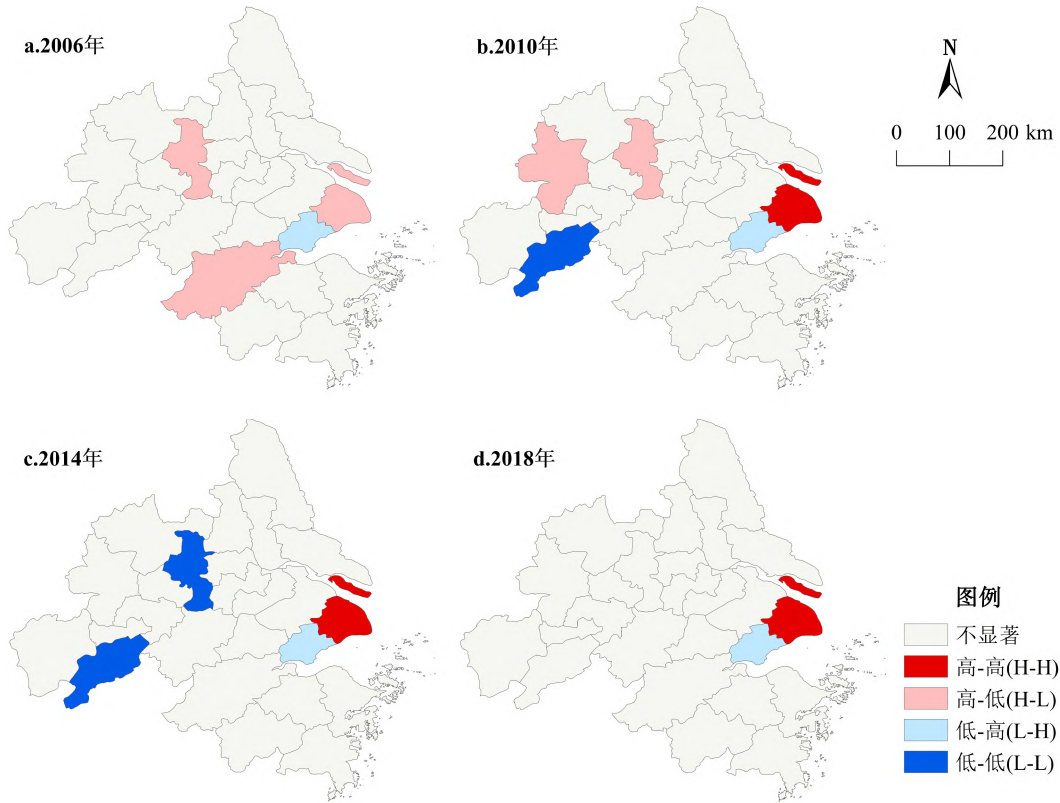 a.2006年
b.2010年
N
0 100 200 km
c.2014年
d.2018年
图例
不显著
高-高(H-H)
高-低(H-L)
低-高(L-H)
低-低(L-L)